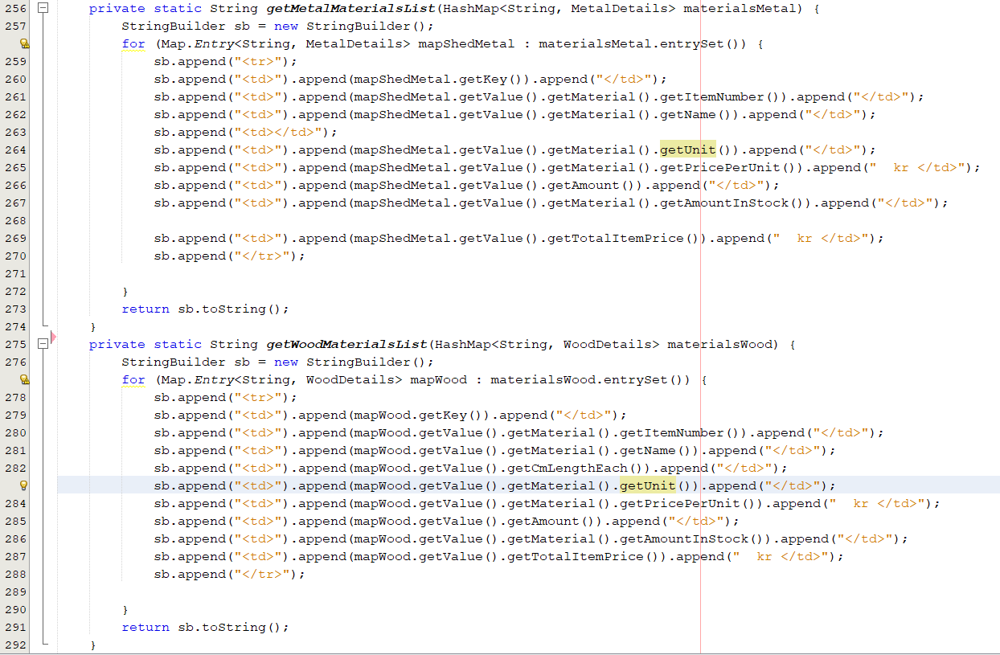 256 private static String getMetalMaterialsList(HashMap<String, MetalDetails> materialsMetal) {
257 StringBuilder sb = new StringBuilder();
for (Map.Entry<String, MetalDetails> mapShedMetal : materialsMetal.entrySet()) {
259 sb.append("<tr>");
260 sb.append("<td>").append(mapShedMetal.getKey()).append("</td>");
261 sb.append("<td>").append(mapShedMetal.getValue().getMaterial().getItemNumber()).append("</td>");
262 sb.append("<td>").append(mapShedMetal.getValue().getMaterial().getName()).append("</td>");
263 sb.append("<td></td>");
264 sb.append("<td>").append(mapShedMetal.getValue().getMaterial().getUnit()).append("</td>");
265 sb.append("<td>").append(mapShedMetal.getValue().getMaterial().getPricePerUnit()).append("  kr </td>");
266 sb.append("<td>").append(mapShedMetal.getValue().getAmount()).append("</td>");
267 sb.append("<td>").append(mapShedMetal.getValue().getMaterial().getAmountInStock()).append("</td>");
268
269 sb.append("<td>").append(mapShedMetal.getValue().getTotalItemPrice()).append("  kr </td>");
270 sb.append("</tr>");
271
272 }
273 return sb.toString();
274 }
275 private static String getWoodMaterialsList(HashMap<String, WoodDetails> materialsWood) {
276 StringBuilder sb = new StringBuilder();
for (Map.Entry<String, WoodDetails> mapWood : materialsWood.entrySet()) {
278 sb.append("<tr>");
279 sb.append("<td>").append(mapWood.getKey()).append("</td>");
280 sb.append("<td>").append(mapWood.getValue().getMaterial().getItemNumber()).append("</td>");
281 sb.append("<td>").append(mapWood.getValue().getMaterial().getName()).append("</td>");
282 sb.append("<td>").append(mapWood.getValue().getCmLengthEach()).append("</td>");
sb.append("<td>").append(mapWood.getValue().getMaterial().getUnit()).append("</td>");
284 sb.append("<td>").append(mapWood.getValue().getMaterial().getPricePerUnit()).append("  kr </td>");
285 sb.append("<td>").append(mapWood.getValue().getAmount()).append("</td>");
286 sb.append("<td>").append(mapWood.getValue().getMaterial().getAmountInStock()).append("</td>");
287 sb.append("<td>").append(mapWood.getValue().getTotalItemPrice()).append("  kr </td>");
288 sb.append("</tr>");
289
290 }
291 return sb.toString();
292 }